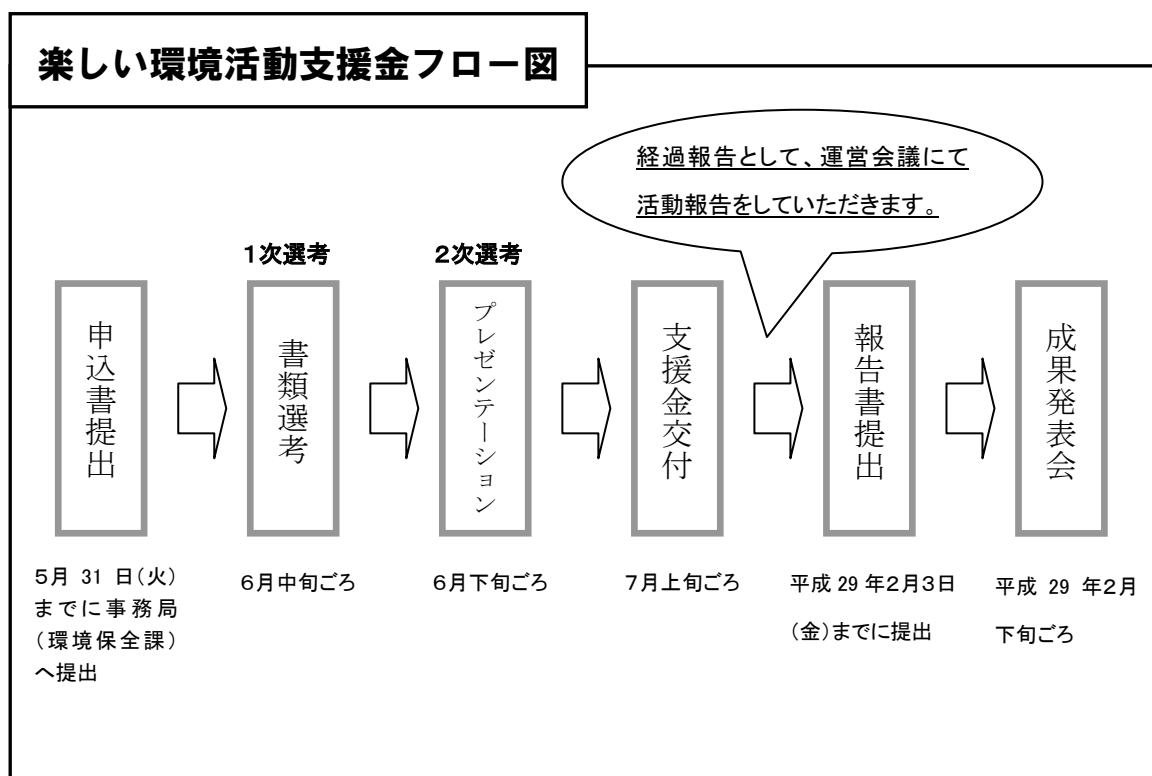 楽しい環境活動支援金フロー図
経過報告として、運営会議にて
活動報告をしていただきます。
1次選考
2次選考
申込書提出
書類選考
プレゼンテーション
支援金交付
報告書提出
成果発表会
5月 31 日(火)
までに事務局
(環境保全課)
へ提出
6月中旬ごろ
6月下旬ごろ
7月上旬ごろ
平成 29 年2月3日
(金)までに提出
平成 29 年2月
下旬ごろ